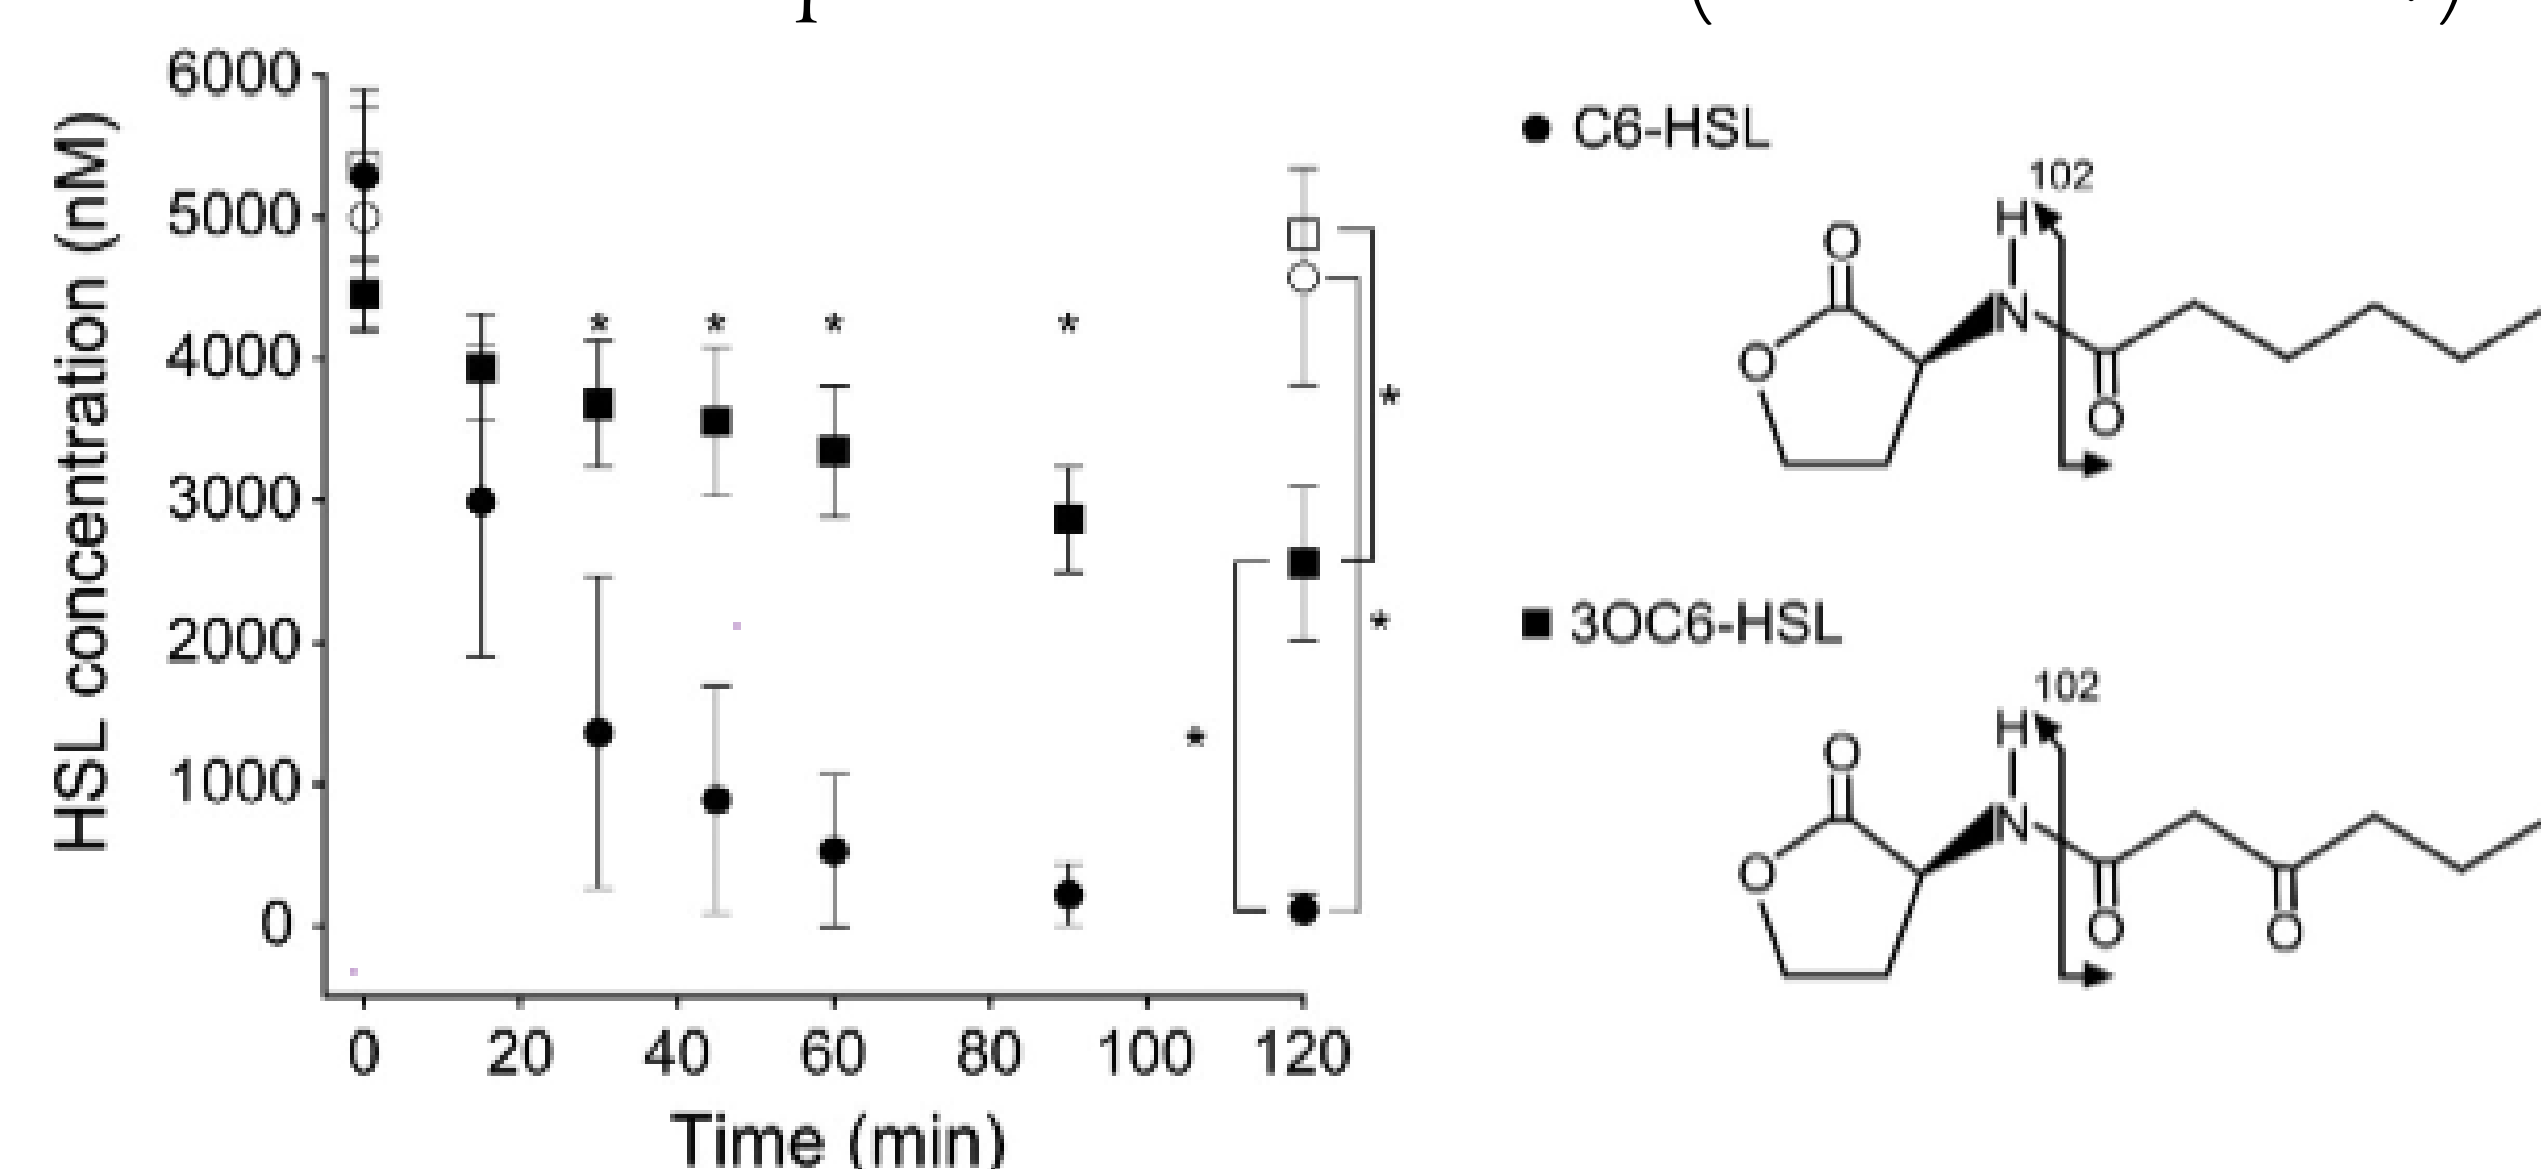 6000
5000
4000
3000
2000
1000
0
HSL concentration (nM)
0 20 40 60 80 100 120
Time (min)
* * * *
*
*
*
C6-HSL
102
H
O
N
O
O
3OC6-HSL
102
H
O
N
O
O O